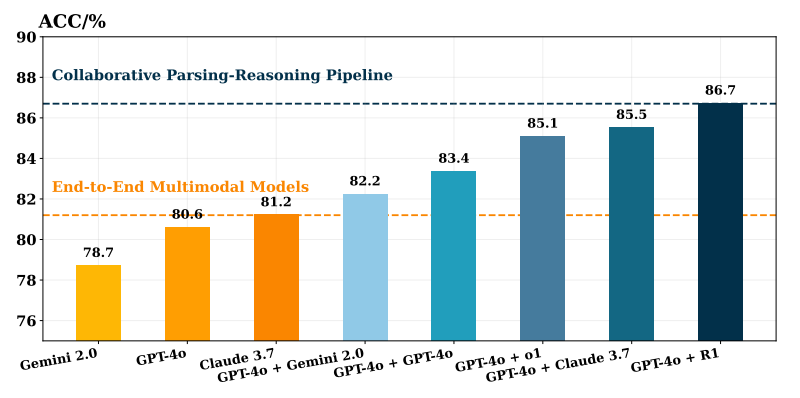 ACC/%
90
Collaborative Parsing-Reasoning Pipeline
88
86.7
86
85.5
85.1
84
83.4
End-to-End Multimodal Models
82.2
82
81.2
80.6
80
78.7
78
76
Gemini 2.0
GPT-4o
Claude 3.7
GPT-4o + Gemini 2.0
GPT-4o + GPT-4o
GPT-4o + o1
GPT-4o + Claude 3.7
GPT-4o + R1